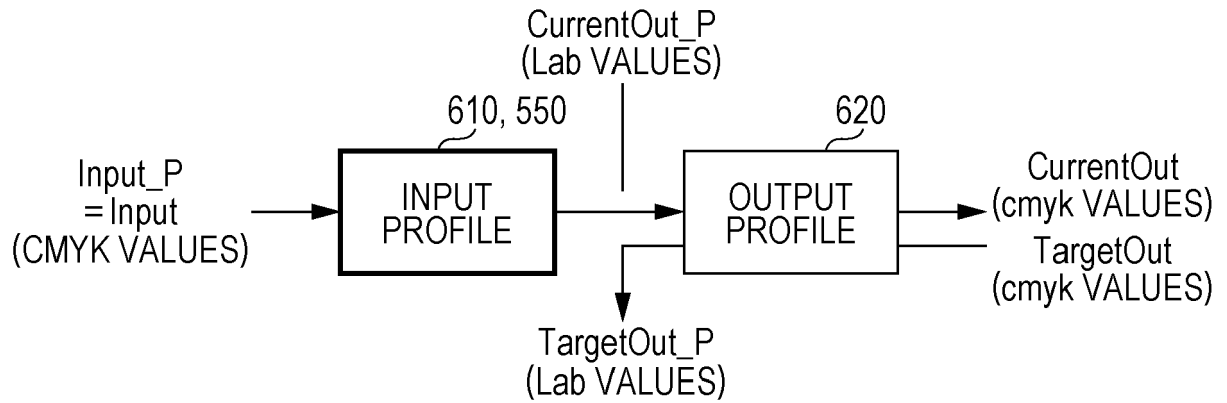 CurrentOut_P
(Lab VALUES)
610, 550
620
Input_P
= Input
(CMYK VALUES)
INPUT
PROFILE
OUTPUT
PROFILE
CurrentOut
(cmyk VALUES)
TargetOut
(cmyk VALUES)
TargetOut_P
(Lab VALUES)